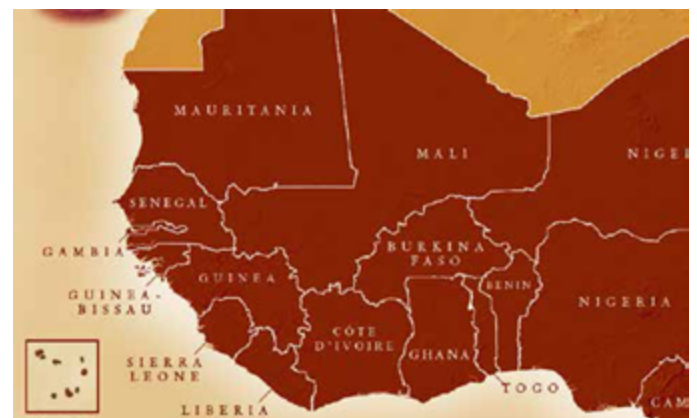 MAURITANIA
MALI
NIGE
SENEGAL
GAMBIA
BURKINA
FASO
GUINEA
BENIN
GUINEA-
BISSAU
NIGERIA
CÔTE
D'IVOIRE
GHANA
SIERRA
LEONE
TOGO
CAM
LIBERIA